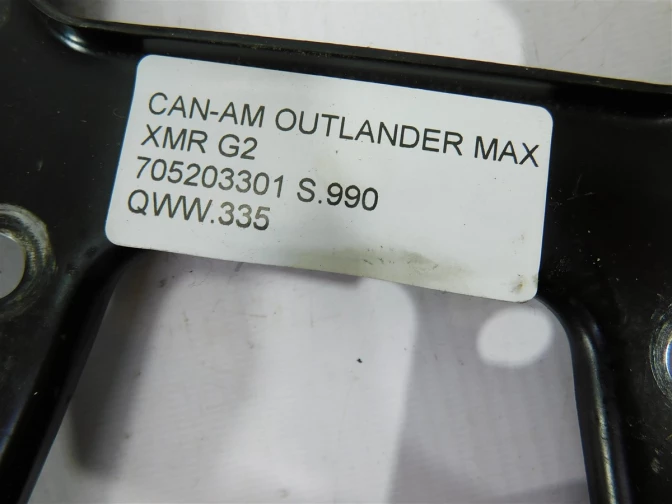 CAN-AM OUTLANDER MAX
XMR G2
705203301 S.990
QWW.335